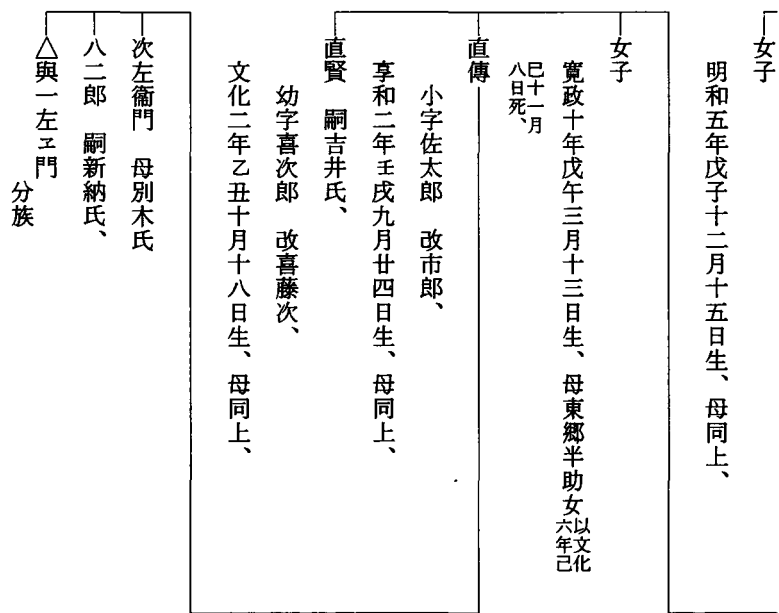 女子
明和五年戊子十二月十五日生、母同上、
女子
寛政十年戊午三月十三日生、母東郷半助女以文化六年己
巳十一月八日死、
直傳
小字佐太郎　改市郎、
享和二年壬戌九月廿四日生、母同上、
直賢　嗣吉井氏、
幼字喜次郎　改喜藤次、
文化二年乙丑十月十八日生、母同上、
次左衞門　母別木氏
八二郎　嗣新納氏、
△與一左ヱ門
分族